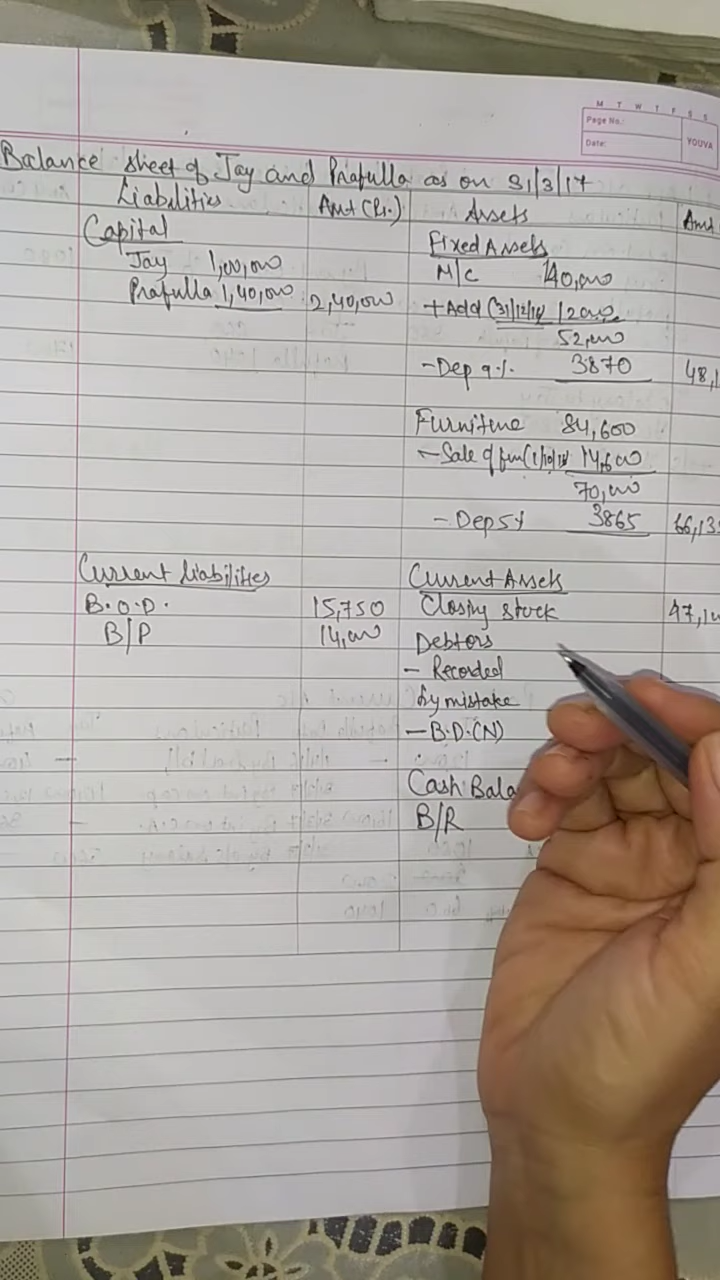 M T W T F S S
Page No.:
Date:
YOUVA
Balance sheet of Jay and Prafulla as on 31/3/17
Liabilities Amt (Rs.) Assets Amt
Capital Fixed Assets
Jay 1,00,000 M/C 40,000
Prafulla 1,40,000 2,40,000 + Add (31/12/16 12000
52,000
- Dep 9% 3870 48,1
Furniture 84,600
- Sale of fur (1/10/16 14,600
70,000
- Dep 5% 3865 66,13
Current Liabilities Current Assets
B.O.D. 15,750 Closing stock 47,1
B/P 14,000 Debtors
- Recorded
by mistake
- B.D.(N)
Cash Bala
B/R